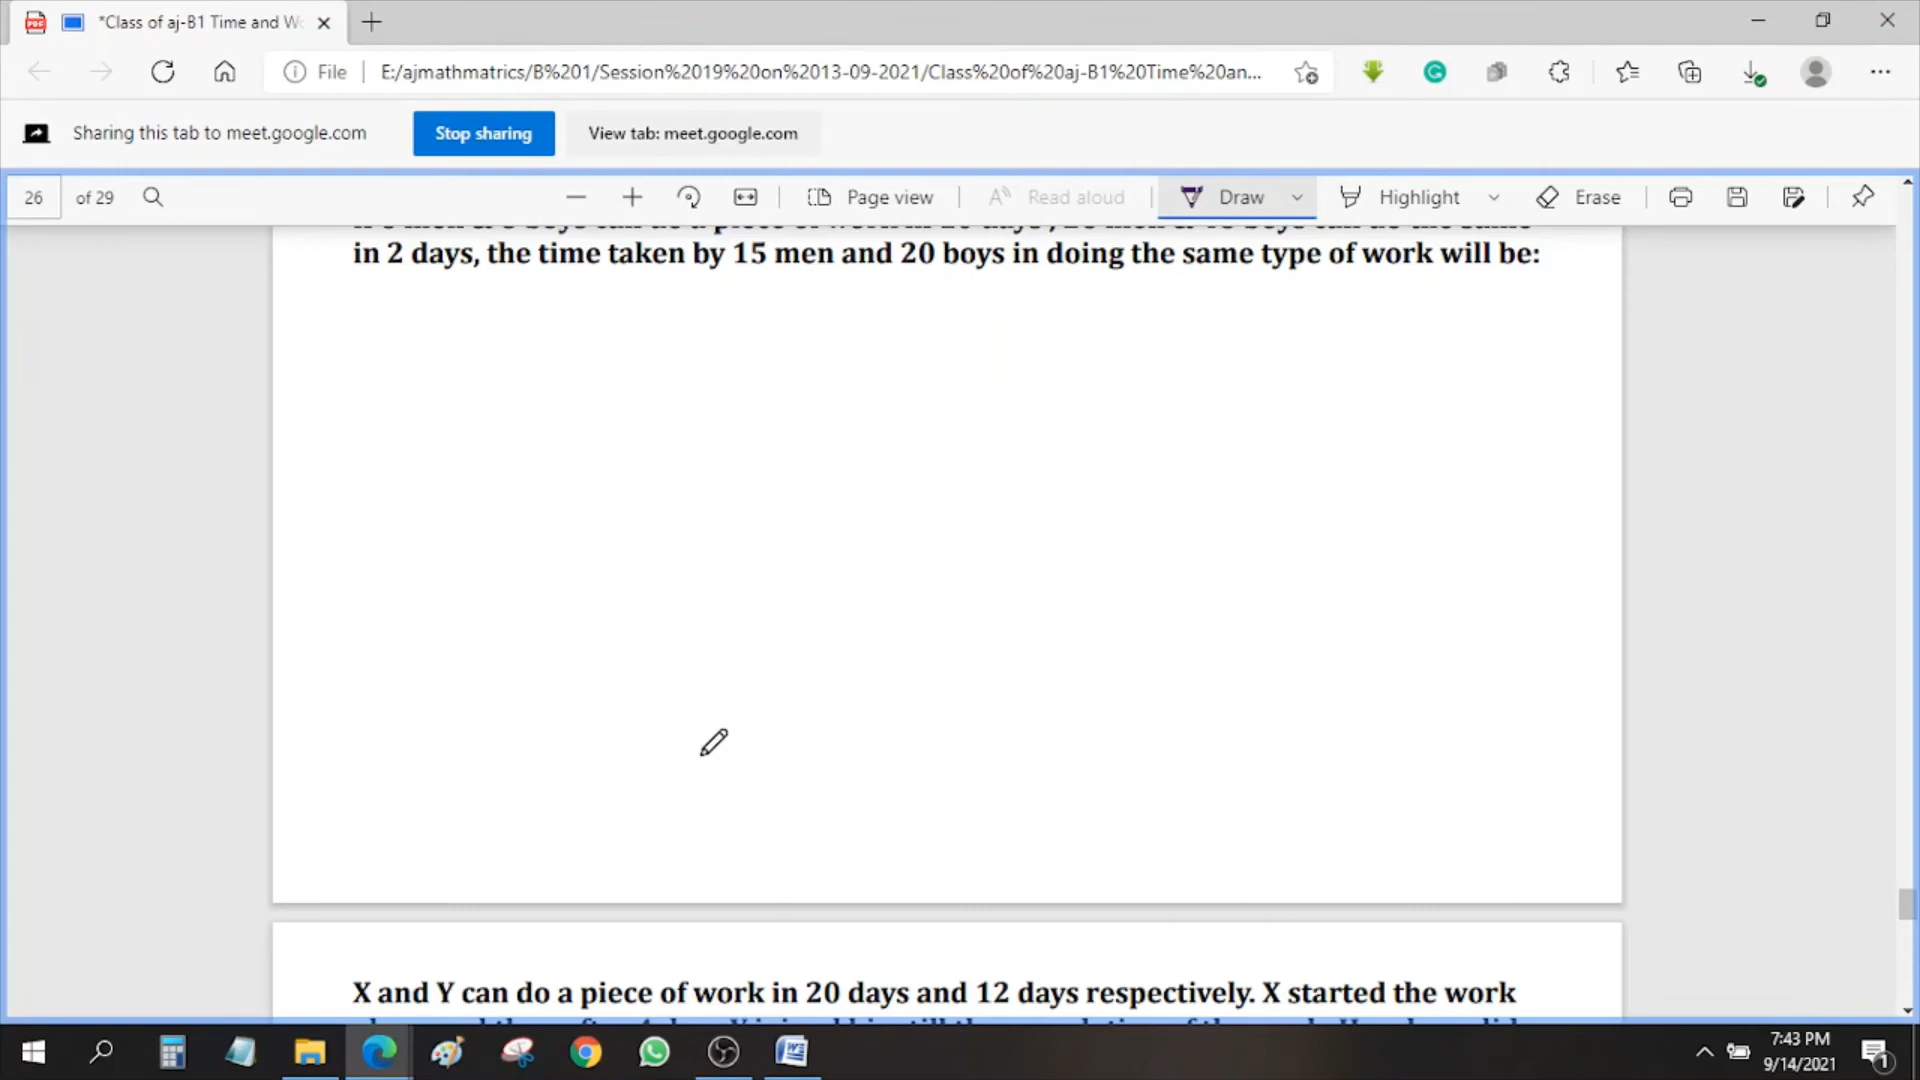 *Class of aj-B1 Time and Wo
File
E:/ajmathmatrics/B%201/Session%2019%20on%2013-09-2021/Class%20of%20aj-B1%20Time%20an...
Sharing this tab to meet.google.com
Stop sharing
View tab: meet.google.com
26 of 29
Page view
Read aloud
Draw
Highlight
Erase
in 2 days, the time taken by 15 men and 20 boys in doing the same type of work will be:
X and Y can do a piece of work in 20 days and 12 days respectively. X started the work
7:43 PM
9/14/2021
1